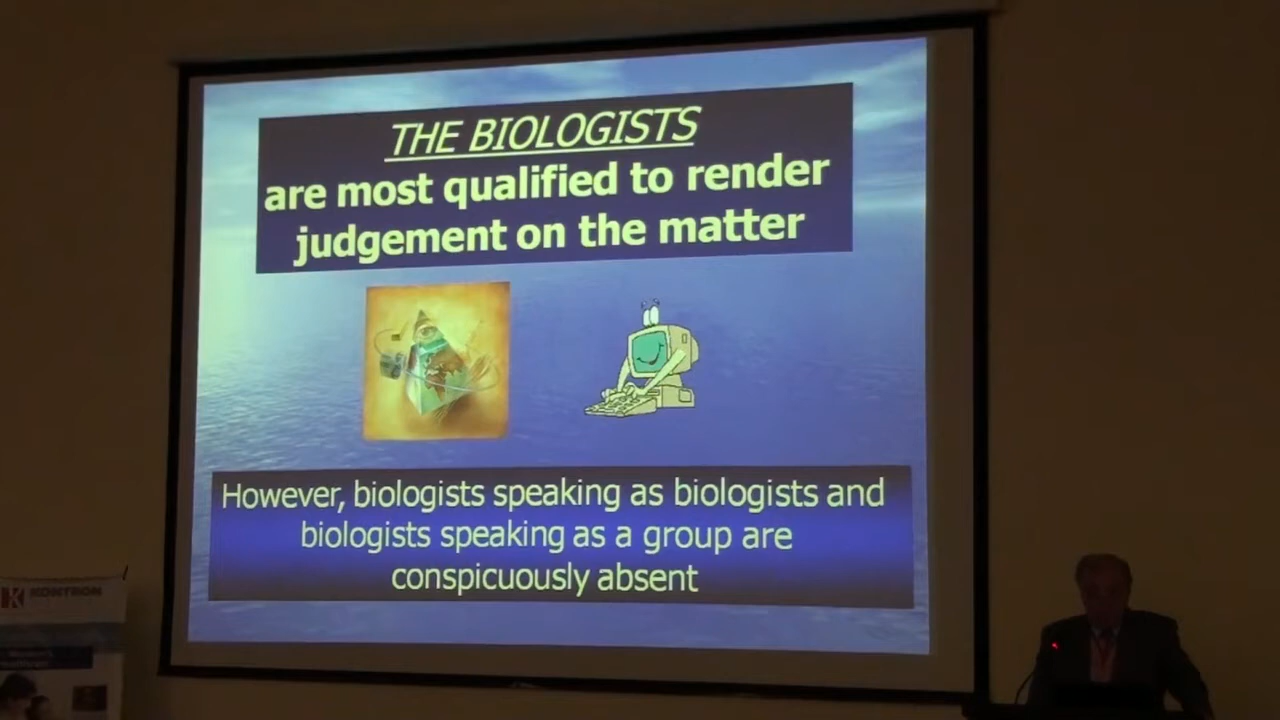 THE BIOLOGISTS
are most qualified to render
judgement on the matter
However, biologists speaking as biologists and
biologists speaking as a group are
conspicuously absent
K KONTRON